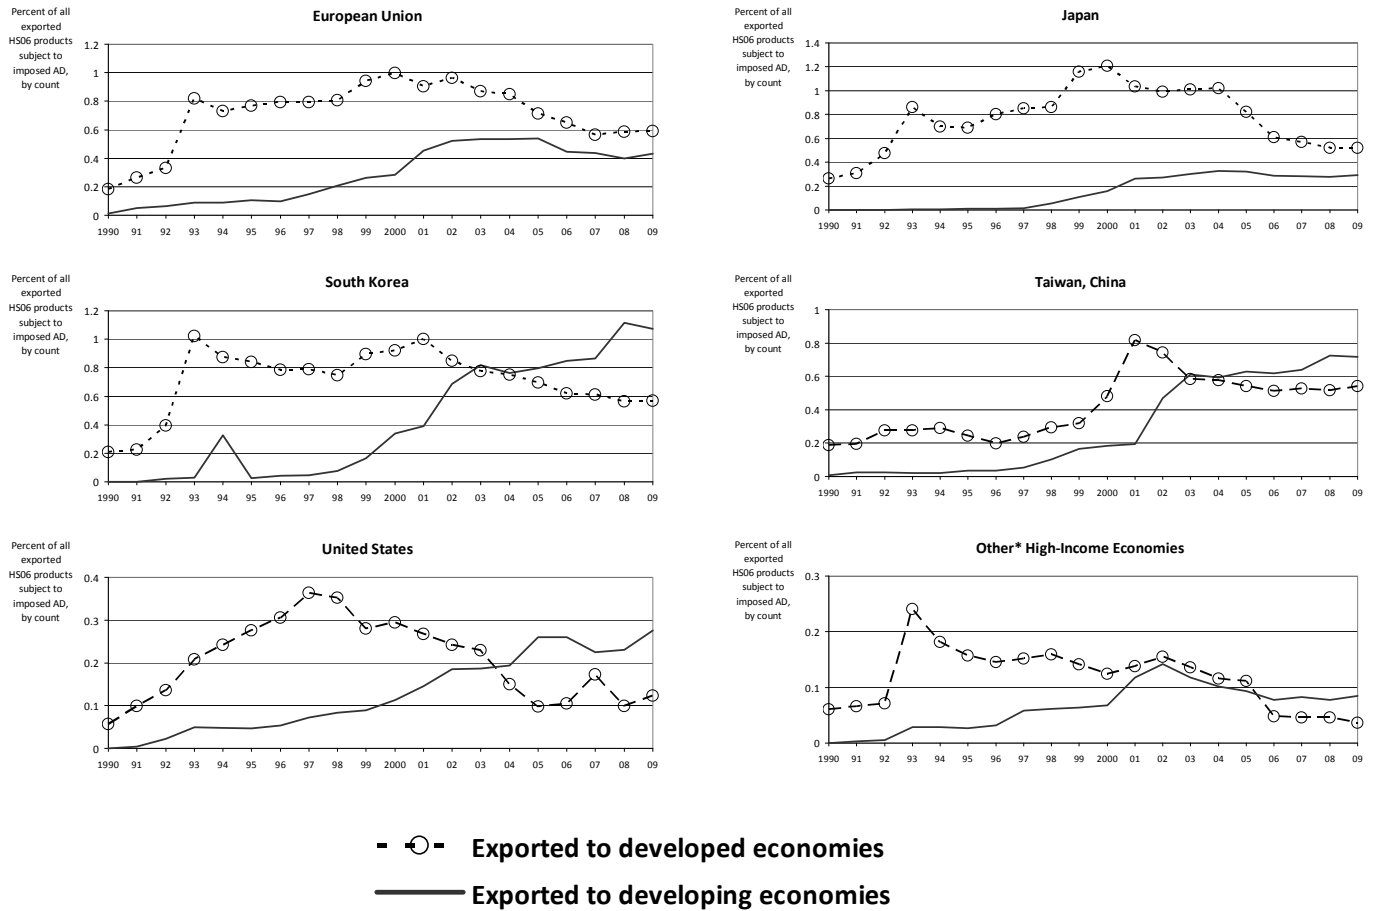 Percent of all
exported
HS06 products
subject to
imposed AD,
by count
European Union
1.2
1
0.8
0.6
0.4
0.2
0
1990 91 92 93 94 95 96 97 98 99 2000 01 02 03 04 05 06 07 08 09
Percent of all
exported
HS06 products
subject to
imposed AD,
by count
Japan
1.4
1.2
1
0.8
0.6
0.4
0.2
0
1990 91 92 93 94 95 96 97 98 99 2000 01 02 03 04 05 06 07 08 09
Percent of all
exported
HS06 products
subject to
imposed AD,
by count
South Korea
1.2
1
0.8
0.6
0.4
0.2
0
1990 91 92 93 94 95 96 97 98 99 2000 01 02 03 04 05 06 07 08 09
Percent of all
exported
HS06 products
subject to
imposed AD,
by count
Taiwan, China
1
0.8
0.6
0.4
0.2
0
1990 91 92 93 94 95 96 97 98 99 2000 01 02 03 04 05 06 07 08 09
Percent of all
exported
HS06 products
subject to
imposed AD,
by count
United States
0.4
0.3
0.2
0.1
0
1990 91 92 93 94 95 96 97 98 99 2000 01 02 03 04 05 06 07 08 09
Percent of all
exported
HS06 products
subject to
imposed AD,
by count
Other* High-Income Economies
0.3
0.2
0.1
0
1990 91 92 93 94 95 96 97 98 99 2000 01 02 03 04 05 06 07 08 09
Exported to developed economies
Exported to developing economies